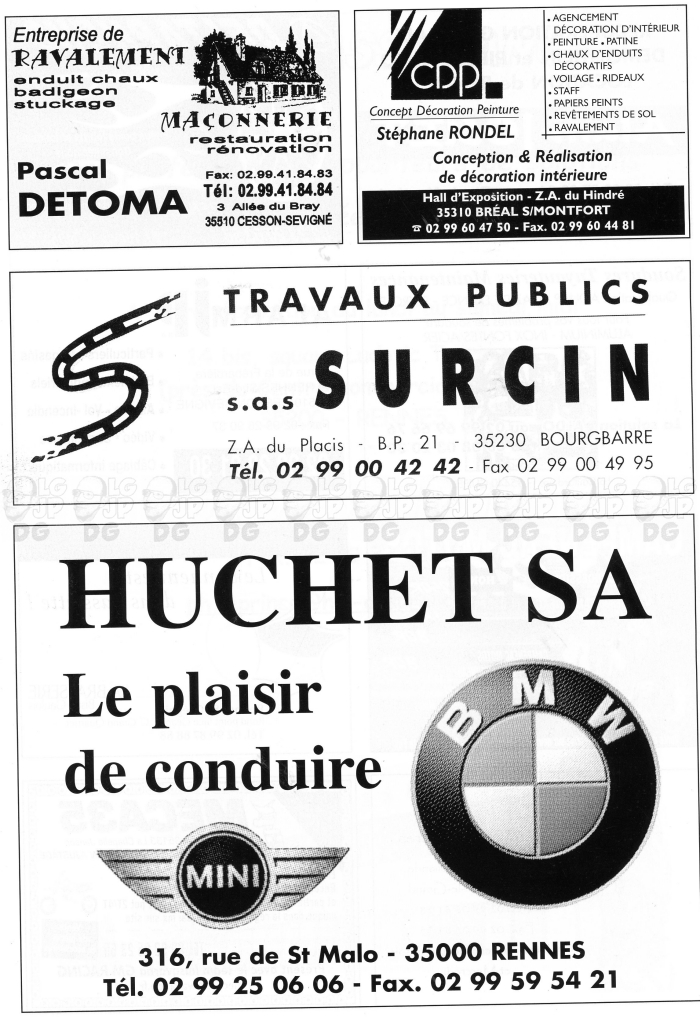 Entreprise de
RAVALEMENT
enduit chaux
badigeon
stuckage
MAÇONNERIE
restauration
rénovation
Pascal
DETOMA
Fax: 02.99.41.84.83
Tél: 02.99.41.84.84
3 Allée du Bray
35510 CESSON-SEVIGNÉ
CDP.
Concept Décoration Peinture
Stéphane RONDEL
• AGENCEMENT
DÉCORATION D'INTÉRIEUR
• PEINTURE • PATINE
• CHAUX D'ENDUITS
DÉCORATIFS
• VOILAGE • RIDEAUX
• STAFF
• PAPIERS PEINTS
• REVÊTEMENTS DE SOL
• RAVALEMENT
Conception & Réalisation
de décoration intérieure
Hall d'Exposition - Z.A. du Hindré
35310 BRÉAL S/MONTFORT
☎ 02 99 60 47 50 - Fax. 02 99 60 44 81
TRAVAUX PUBLICS
s.a.s SURCIN
Z.A. du Placis - B.P. 21 - 35230 BOURGBARRE
Tél. 02 99 00 42 42 - Fax 02 99 00 49 95
HUCHET SA
Le plaisir
de conduire
BMW
MINI
316, rue de St Malo - 35000 RENNES
Tél. 02 99 25 06 06 - Fax. 02 99 59 54 21